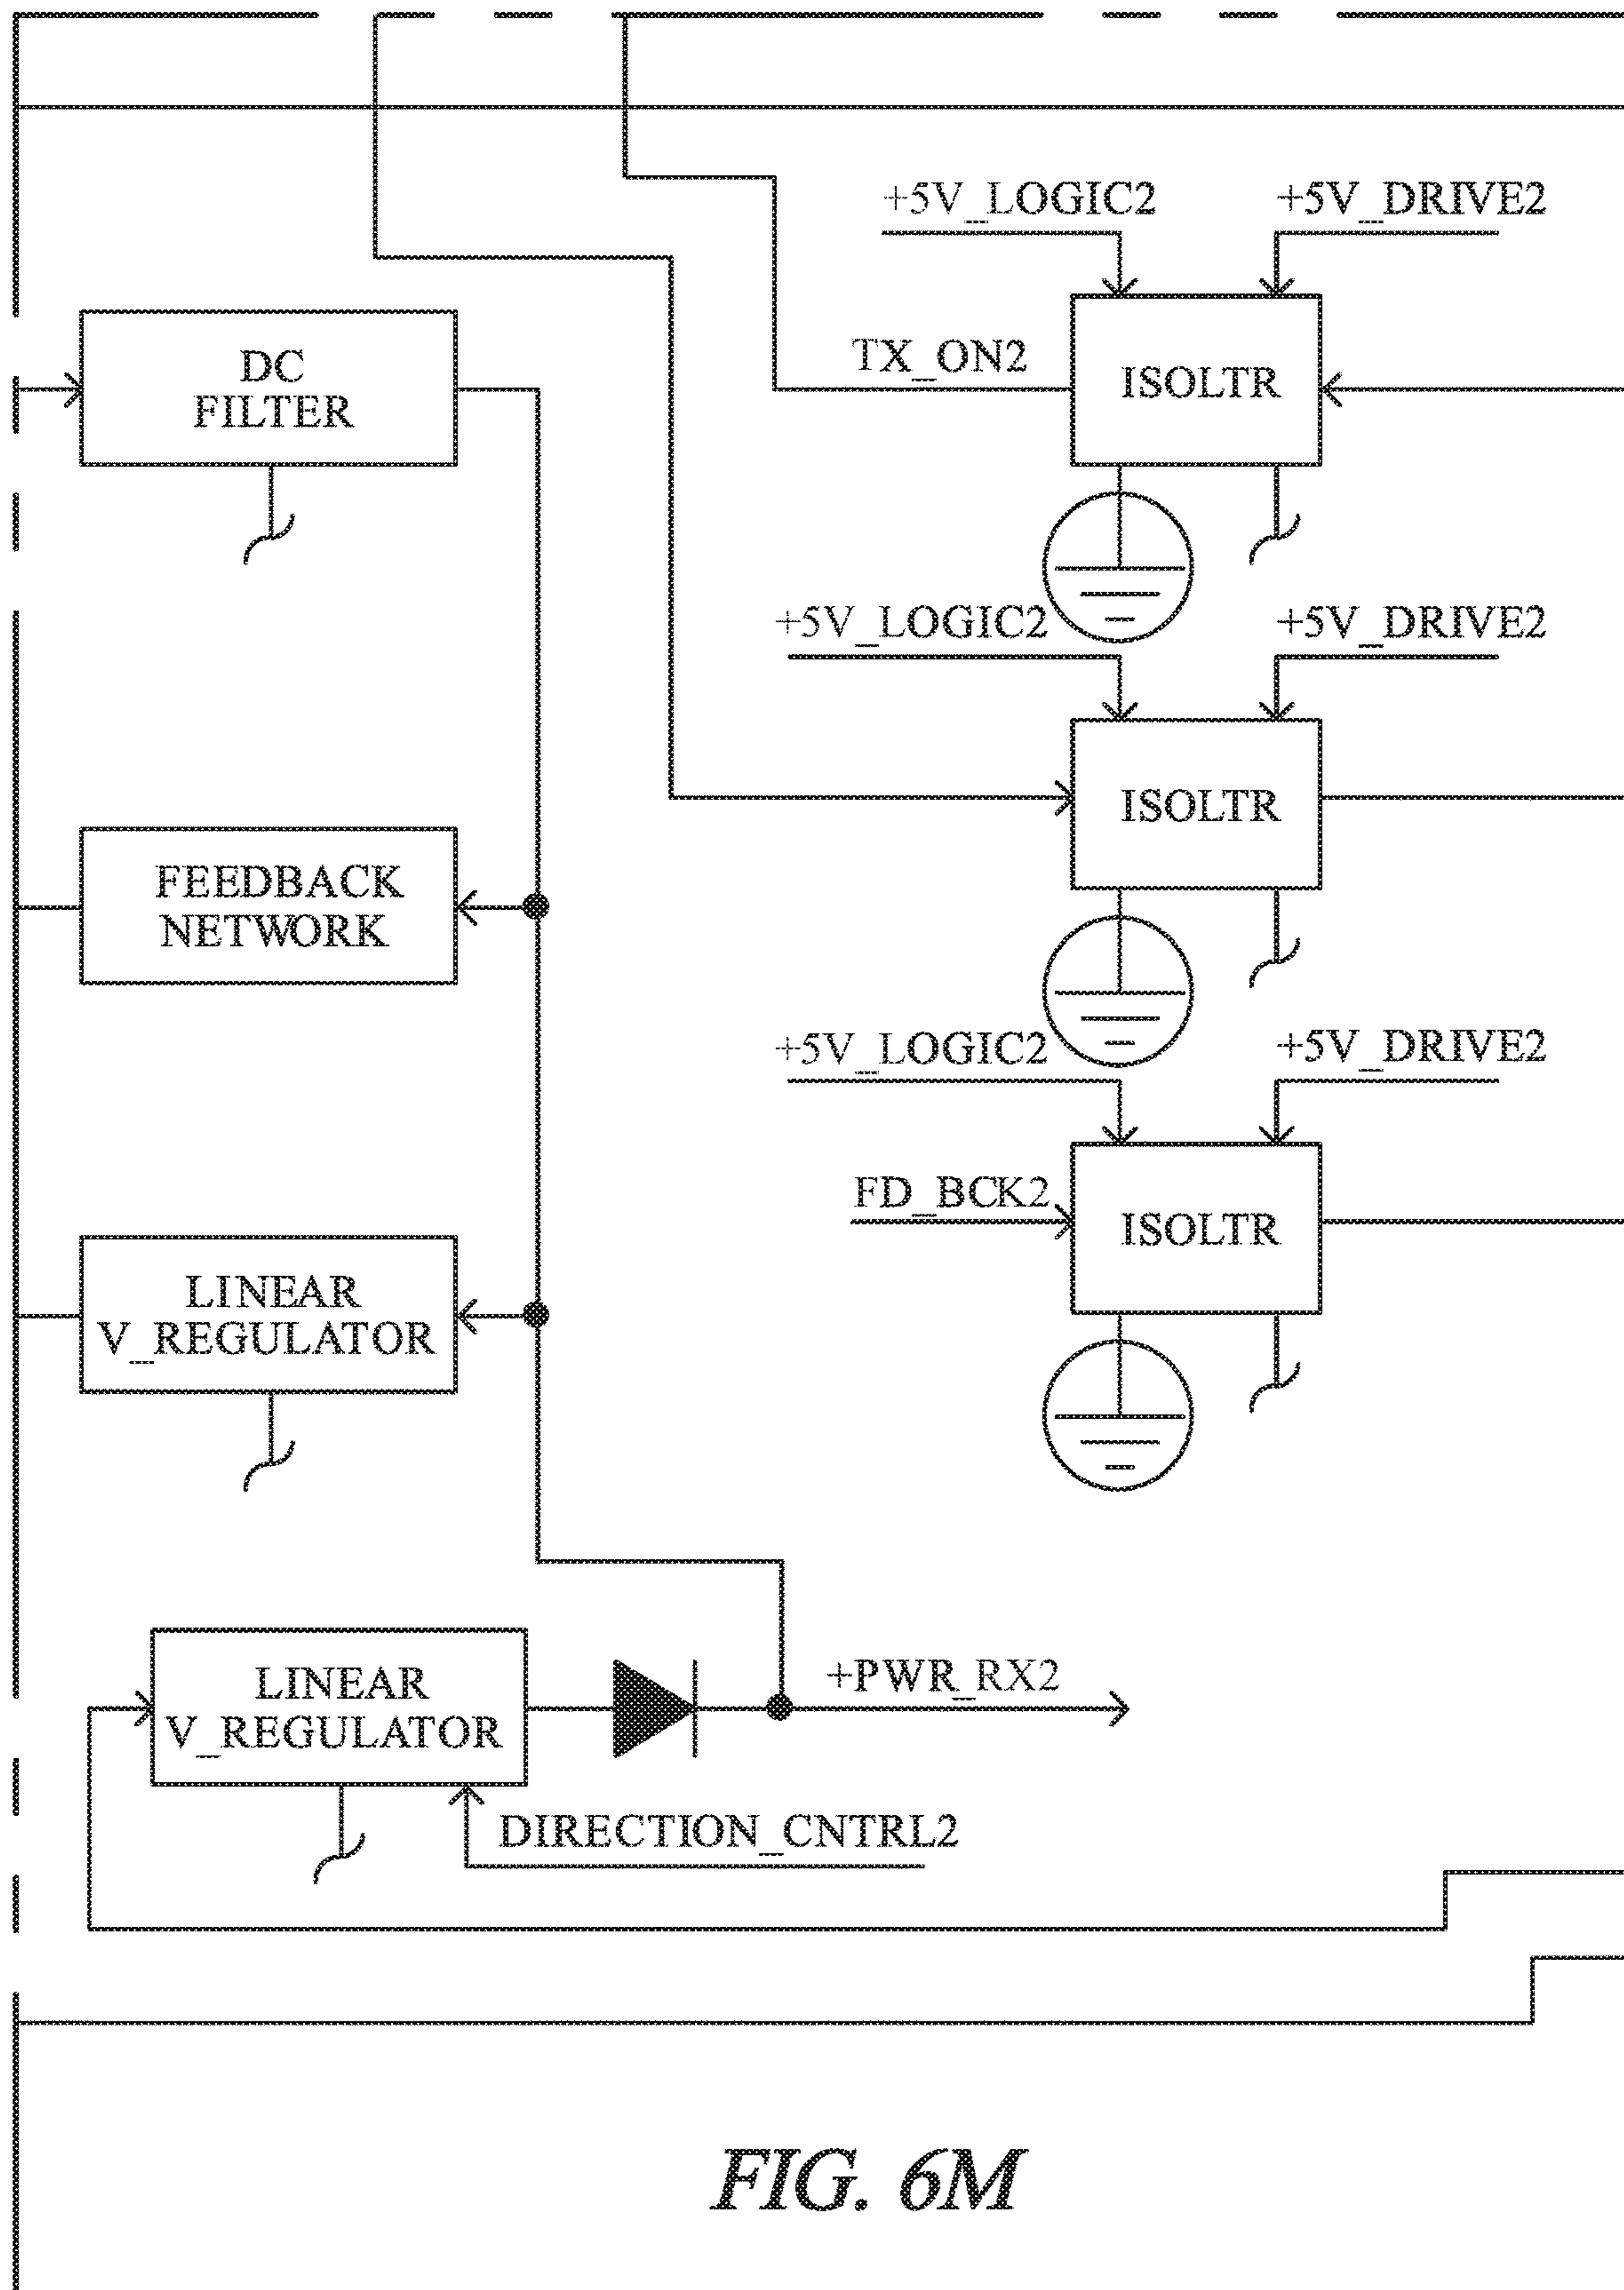 +5V_LOGIC2 +5V_DRIVE2
DC
FILTER
TX_ON2
ISOLTR
+5V_LOGIC2 +5V_DRIVE2
ISOLTR
FEEDBACK
NETWORK
+5V_LOGIC2 +5V_DRIVE2
FD_BCK2
ISOLTR
LINEAR
V_REGULATOR
LINEAR
V_REGULATOR
+PWR_RX2
DIRECTION_CNTRL2
FIG. 6M